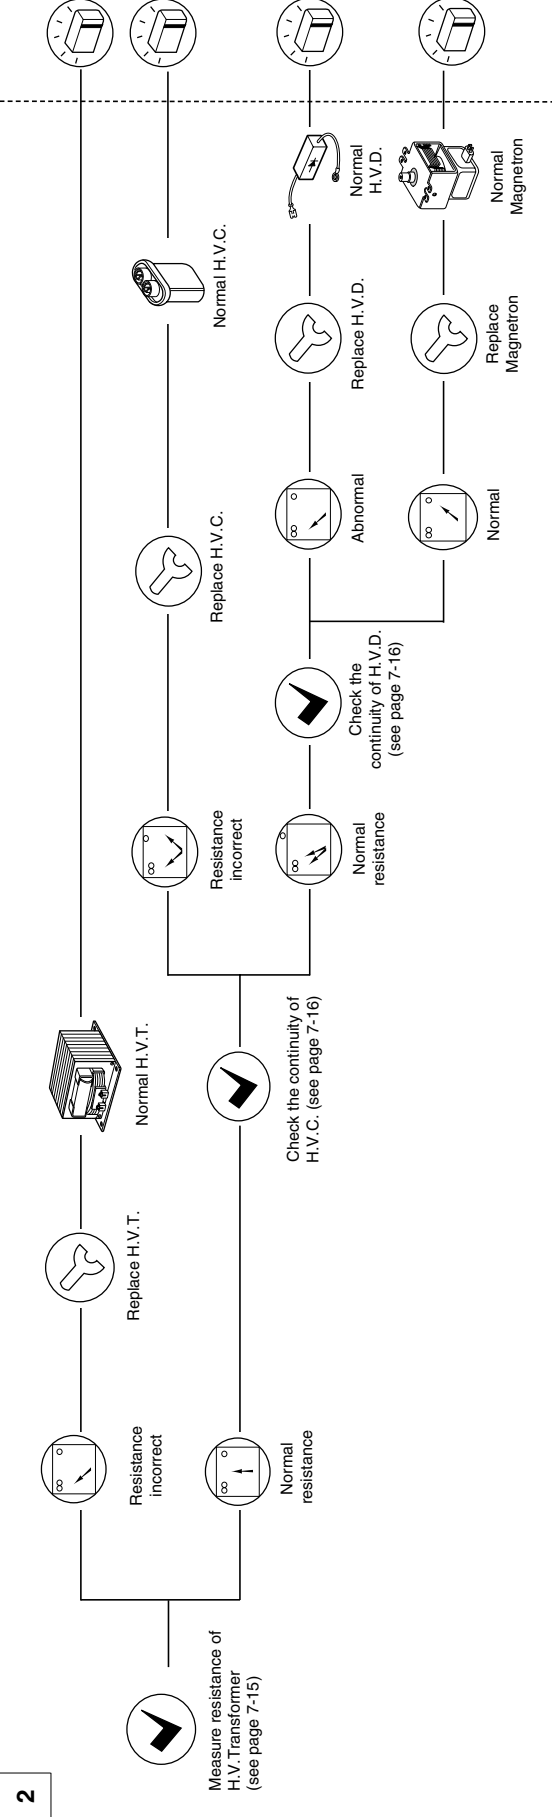 2
Measure resistance of
H.V.Transformer
(see page 7-15)
Resistance
incorrect
Replace H.V.T.
Normal H.V.T.
Normal
resistance
Check the continuity of
H.V.C. (see page 7-16)
Resistance
incorrect
Replace H.V.C.
Normal H.V.C.
Normal
resistance
Check the
continuity of H.V.D.
(see page 7-16)
Abnormal
Replace H.V.D.
Normal
H.V.D.
Normal
Replace
Magnetron
Normal
Magnetron